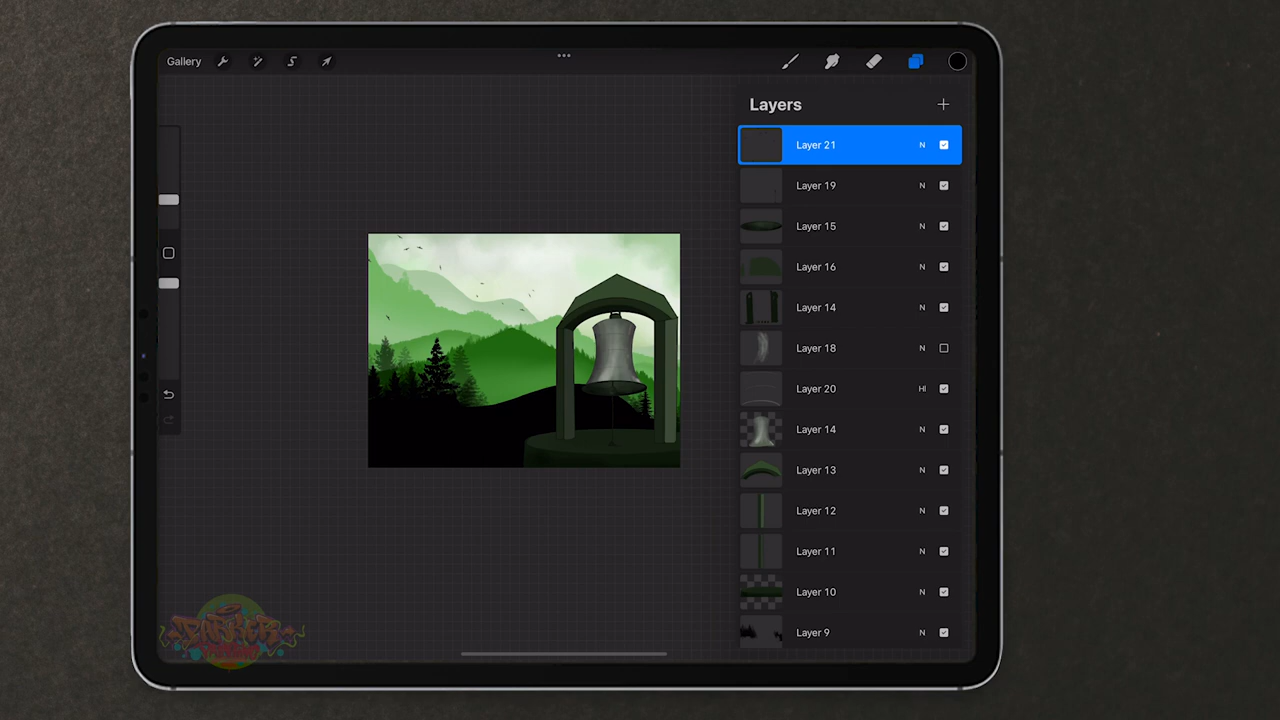 Gallery
Layers
Layer 21 N
Layer 19 N
Layer 15 N
Layer 16 N
Layer 14 N
Layer 18 N
Layer 20 HI
Layer 14 N
Layer 13 N
Layer 12 N
Layer 11 N
Layer 10 N
Layer 9 N